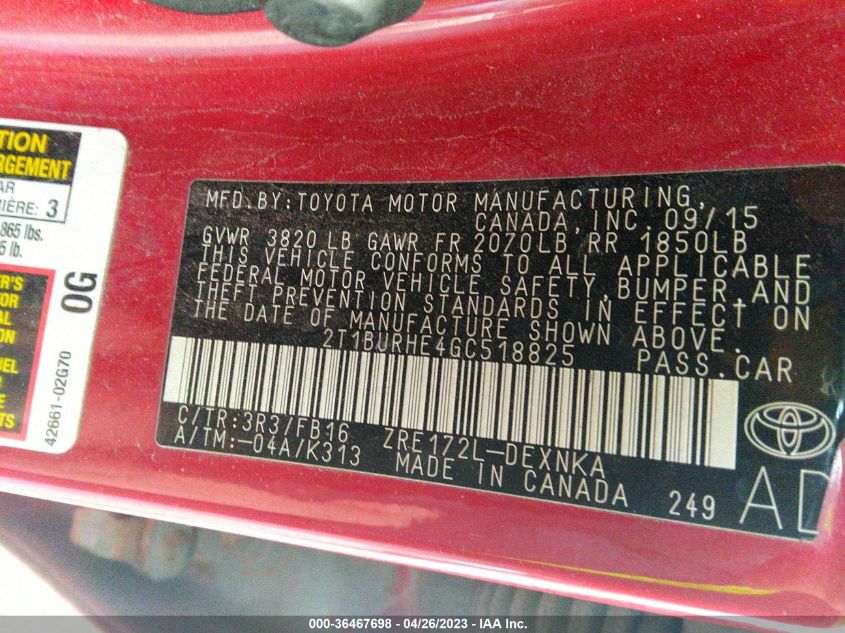 TION
RGEMENT
AR
RIÈRE: 3
865 lbs.
5 lb.
0G
42661-02G70
MFD.BY:TOYOTA MOTOR MANUFACTURING,
CANADA,INC. 09/15
GVWR 3820 LB GAWR FR 2070LB RR 1850LB
THIS VEHICLE CONFORMS TO ALL APPLICABLE
FEDERAL MOTOR VEHICLE SAFETY,BUMPER,AND
THEFT PREVENTION STANDARDS IN EFFECT ON
THE DATE OF MANUFACTURE SHOWN ABOVE.
2T1BURHE4GC518825 PASS.CAR
C/TR:3R3/FB16 ZRE172L-DEXNKA
A/TM:-04A/K313 MADE IN CANADA 249
AD
000-36467698 - 04/26/2023 - IAA Inc.